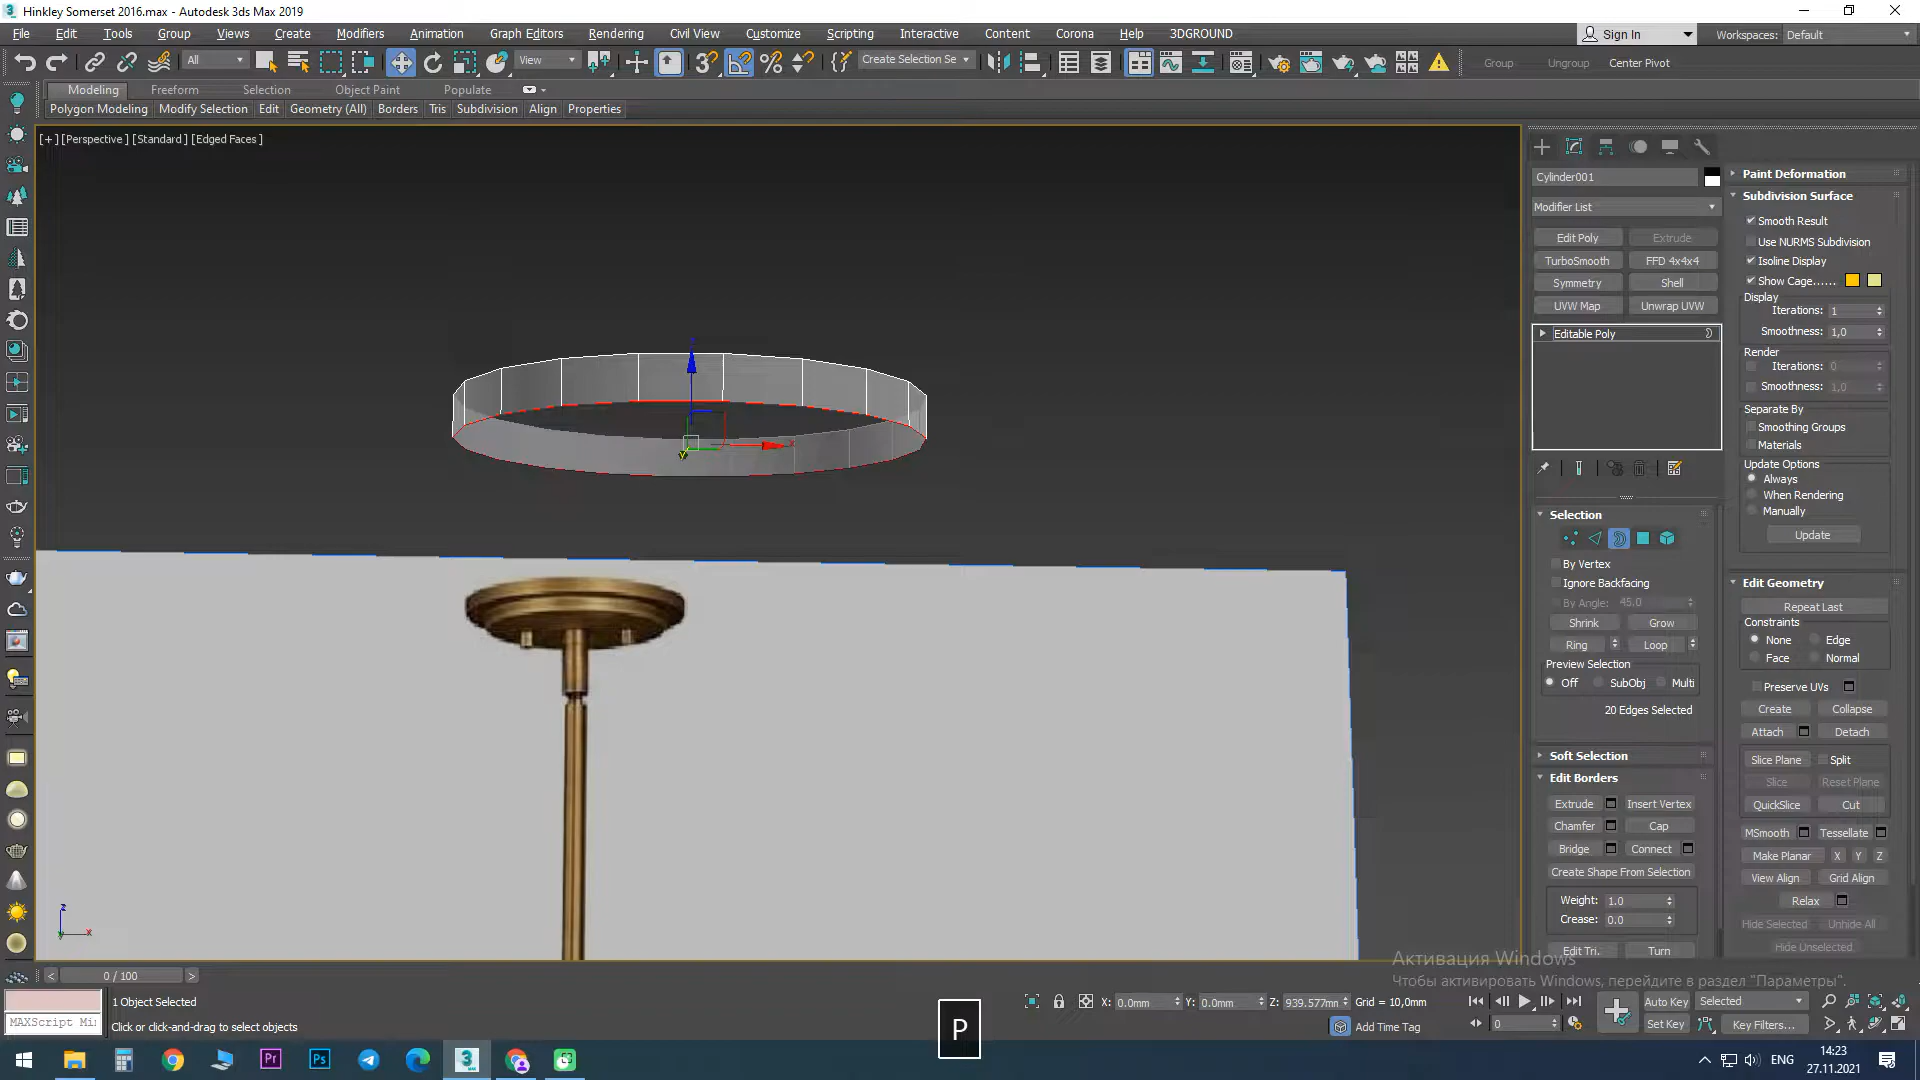 Hinkley Somerset 2016.max - Autodesk 3ds Max 2019
File Edit Tools Group Views Create Modifiers Animation Graph Editors Rendering Civil View Customize Scripting Interactive Content Corona Help 3DGROUND
Sign In Workspaces: Default
All View Create Selection Se Group Ungroup Center Pivot
Modeling Freeform Selection Object Paint Populate
Polygon Modeling Modify Selection Edit Geometry (All) Borders Tris Subdivision Align Properties
[+] [Perspective] [Standard] [Edged Faces]
Cylinder001
Modifier List
Edit Poly Extrude
TurboSmooth FFD 4x4x4
Symmetry Shell
UVW Map Unwrap UVW
Editable Poly
Selection
By Vertex
Ignore Backfacing
By Angle: 45.0
Shrink Grow
Ring Loop
Preview Selection
Off SubObj Multi
20 Edges Selected
Soft Selection
Edit Borders
Extrude Insert Vertex
Chamfer Cap
Bridge Connect
Create Shape From Selection
Weight: 1.0
Crease: 0.0
Edit Tri. Turn
Paint Deformation
Subdivision Surface
Smooth Result
Use NURMS Subdivision
Isoline Display
Show Cage......
Display
Iterations: 1
Smoothness: 1,0
Render
Iterations: 0
Smoothness: 1,0
Separate By
Smoothing Groups
Materials
Update Options
Always
When Rendering
Manually
Update
Edit Geometry
Repeat Last
Constraints
None Edge
Face Normal
Preserve UVs
Create Collapse
Attach Detach
Slice Plane Split
Slice Reset Plane
QuickSlice Cut
MSmooth Tessellate
Make Planar X Y Z
View Align Grid Align
Relax
Hide Selected Unhide All
Hide Unselected
z
x
Активация Windows
Чтобы активировать Windows, перейдите в раздел "Параметры".
0 / 100
1 Object Selected
MAXScript Mi
Click or click-and-drag to select objects
P
X: 0.0mm Y: 0.0mm Z: 939.577mm Grid = 10,0mm
Add Time Tag
0
Auto Key Selected
Set Key Key Filters...
ENG
14:23
27.11.2021